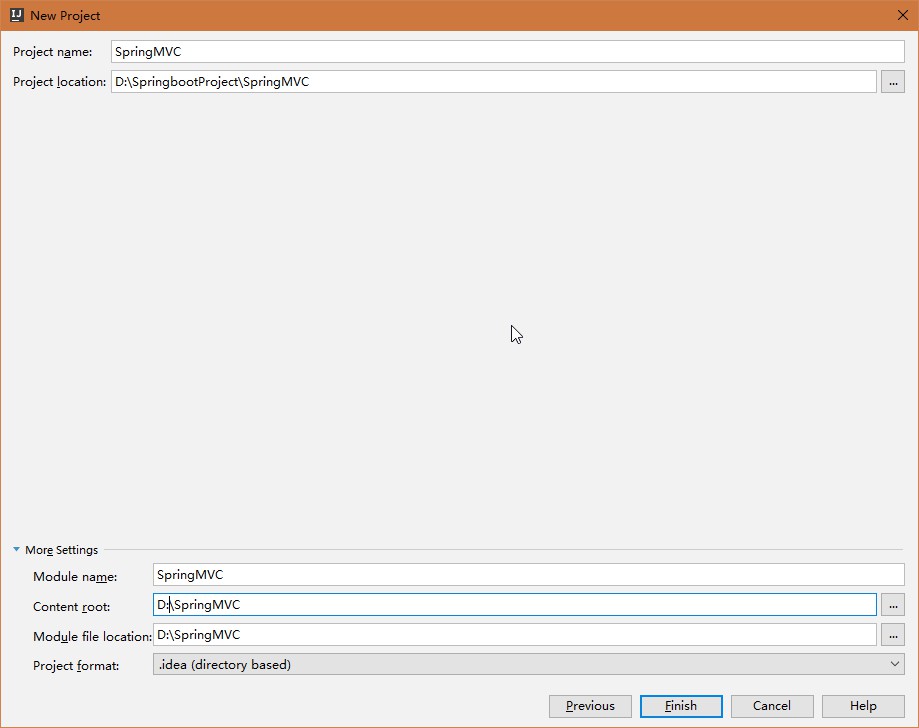 New Project
Project name: SpringMVC
Project location: D:\SpringbootProject\SpringMVC ...
More Settings
Module name: SpringMVC
Content root: D:\SpringMVC ...
Module file location: D:\SpringMVC ...
Project format: .idea (directory based)
Previous Finish Cancel Help